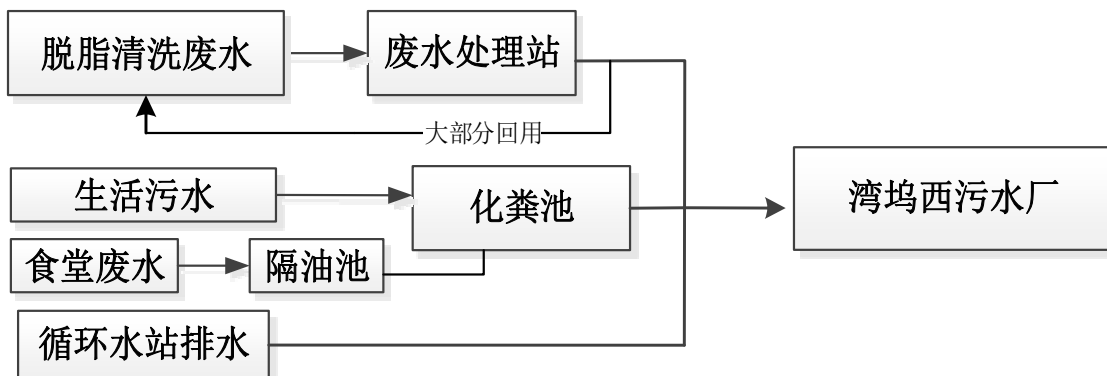 脱脂清洗废水
废水处理站
大部分回用
生活污水
化粪池
湾坞西污水厂
食堂废水
隔油池
循环水站排水